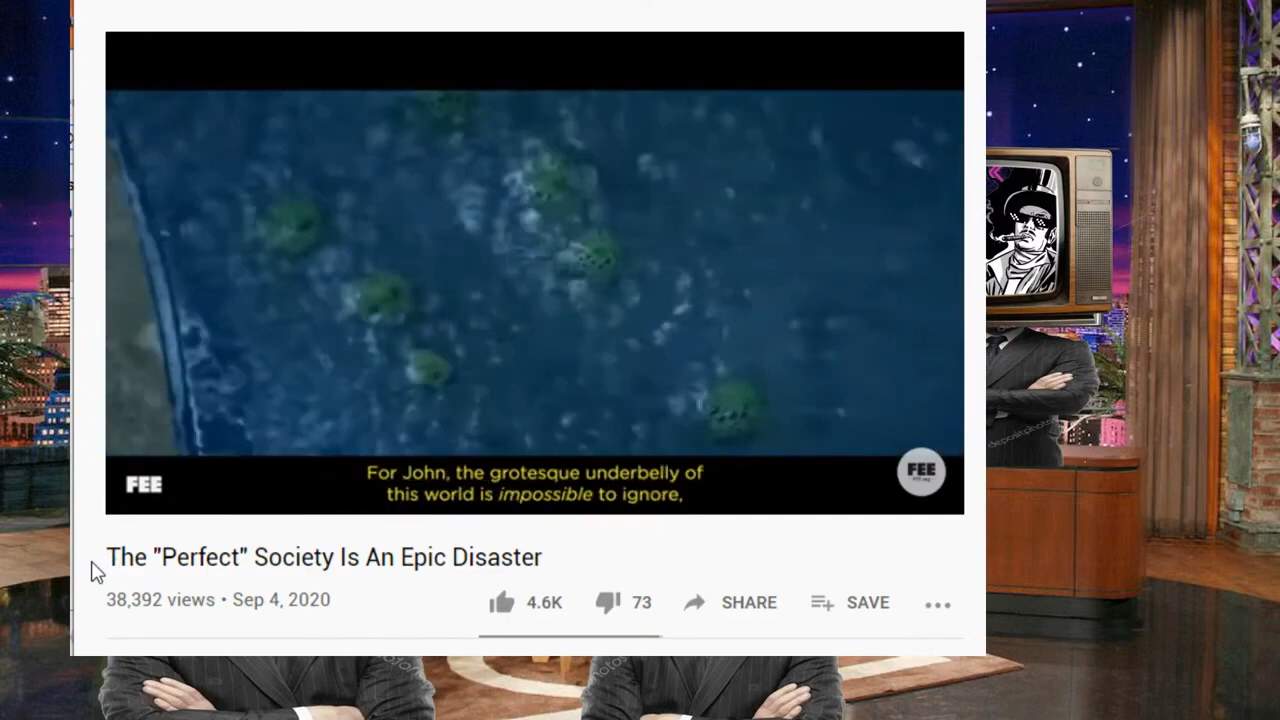 FEE
For John, the grotesque underbelly of
this world is impossible to ignore,
FEE
The "Perfect" Society Is An Epic Disaster
38,392 views • Sep 4, 2020
4.6K
73
SHARE
SAVE
depositphotos